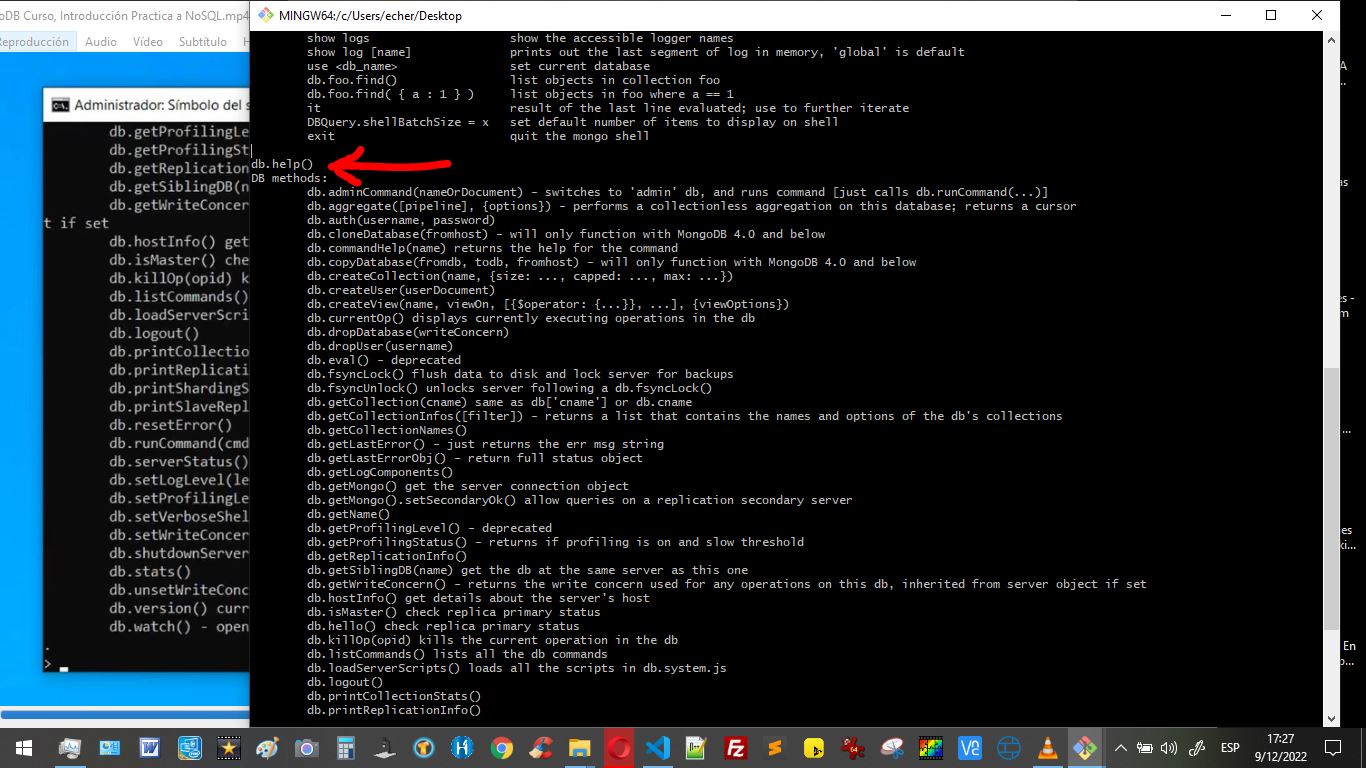 oDB Curso, Introducción Practica a NoSQL.mp4
Reproducción Audio Vídeo Subtítulo
Administrador: Símbolo del s
db.getProfilingLe
db.getProfilingSt
db.getReplication
db.getSiblingDB(n
db.getWriteConcer
t if set
db.hostInfo() get
db.isMaster() che
db.killOp(opid) k
db.listCommands()
db.loadServerScri
db.logout()
db.printCollectio
db.printReplicati
db.printShardingS
db.printSlaveRepl
db.resetError()
db.runCommand(cmd
db.serverStatus()
db.setLogLevel(le
db.setProfilingLe
db.setVerboseShel
db.setWriteConcer
db.shutdownServer
db.stats()
db.unsetWriteConc
db.version() curr
db.watch() - open
.
>
MINGW64:/c/Users/echer/Desktop
show logs show the accessible logger names
show log [name] prints out the last segment of log in memory, 'global' is default
use <db_name> set current database
db.foo.find() list objects in collection foo
db.foo.find( { a : 1 } ) list objects in foo where a == 1
it result of the last line evaluated; use to further iterate
DBQuery.shellBatchSize = x set default number of items to display on shell
exit quit the mongo shell
db.help()
DB methods:
db.adminCommand(nameOrDocument) - switches to 'admin' db, and runs command [just calls db.runCommand(...)]
db.aggregate([pipeline], {options}) - performs a collectionless aggregation on this database; returns a cursor
db.auth(username, password)
db.cloneDatabase(fromhost) - will only function with MongoDB 4.0 and below
db.commandHelp(name) returns the help for the command
db.copyDatabase(fromdb, todb, fromhost) - will only function with MongoDB 4.0 and below
db.createCollection(name, {size: ..., capped: ..., max: ...})
db.createUser(userDocument)
db.createView(name, viewOn, [{$operator: {...}}, ...], {viewOptions})
db.currentOp() displays currently executing operations in the db
db.dropDatabase(writeConcern)
db.dropUser(username)
db.eval() - deprecated
db.fsyncLock() flush data to disk and lock server for backups
db.fsyncUnlock() unlocks server following a db.fsyncLock()
db.getCollection(cname) same as db['cname'] or db.cname
db.getCollectionInfos([filter]) - returns a list that contains the names and options of the db's collections
db.getCollectionNames()
db.getLastError() - just returns the err msg string
db.getLastErrorObj() - return full status object
db.getLogComponents()
db.getMongo() get the server connection object
db.getMongo().setSecondaryOk() allow queries on a replication secondary server
db.getName()
db.getProfilingLevel() - deprecated
db.getProfilingStatus() - returns if profiling is on and slow threshold
db.getReplicationInfo()
db.getSiblingDB(name) get the db at the same server as this one
db.getWriteConcern() - returns the write concern used for any operations on this db, inherited from server object if set
db.hostInfo() get details about the server's host
db.isMaster() check replica primary status
db.hello() check replica primary status
db.killOp(opid) kills the current operation in the db
db.listCommands() lists all the db commands
db.loadServerScripts() loads all the scripts in db.system.js
db.logout()
db.printCollectionStats()
db.printReplicationInfo()
ESP
17:27
9/12/2022